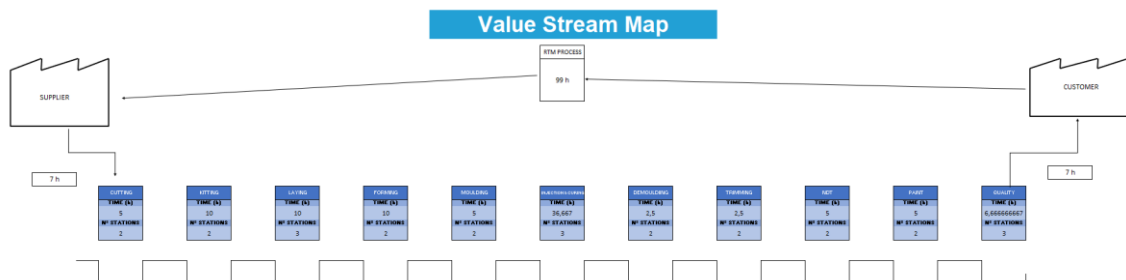 Value Stream Map
RTM PROCESS
99 h
SUPPLIER
CUSTOMER
7 h
7 h
CUTTING
TIME (h)
5
Nº STATIONS
2
KITTING
TIME (h)
10
Nº STATIONS
2
LAYING
TIME (h)
10
Nº STATIONS
3
FORMING
TIME (h)
10
Nº STATIONS
2
MOULDING
TIME (h)
5
Nº STATIONS
2
INJECTION+CURING
TIME (h)
36,667
Nº STATIONS
3
DEMOULDING
TIME (h)
2,5
Nº STATIONS
2
TRIMMING
TIME (h)
2,5
Nº STATIONS
2
NDT
TIME (h)
5
Nº STATIONS
2
PAINT
TIME (h)
5
Nº STATIONS
2
QUALITY
TIME (h)
6,666666667
Nº STATIONS
3